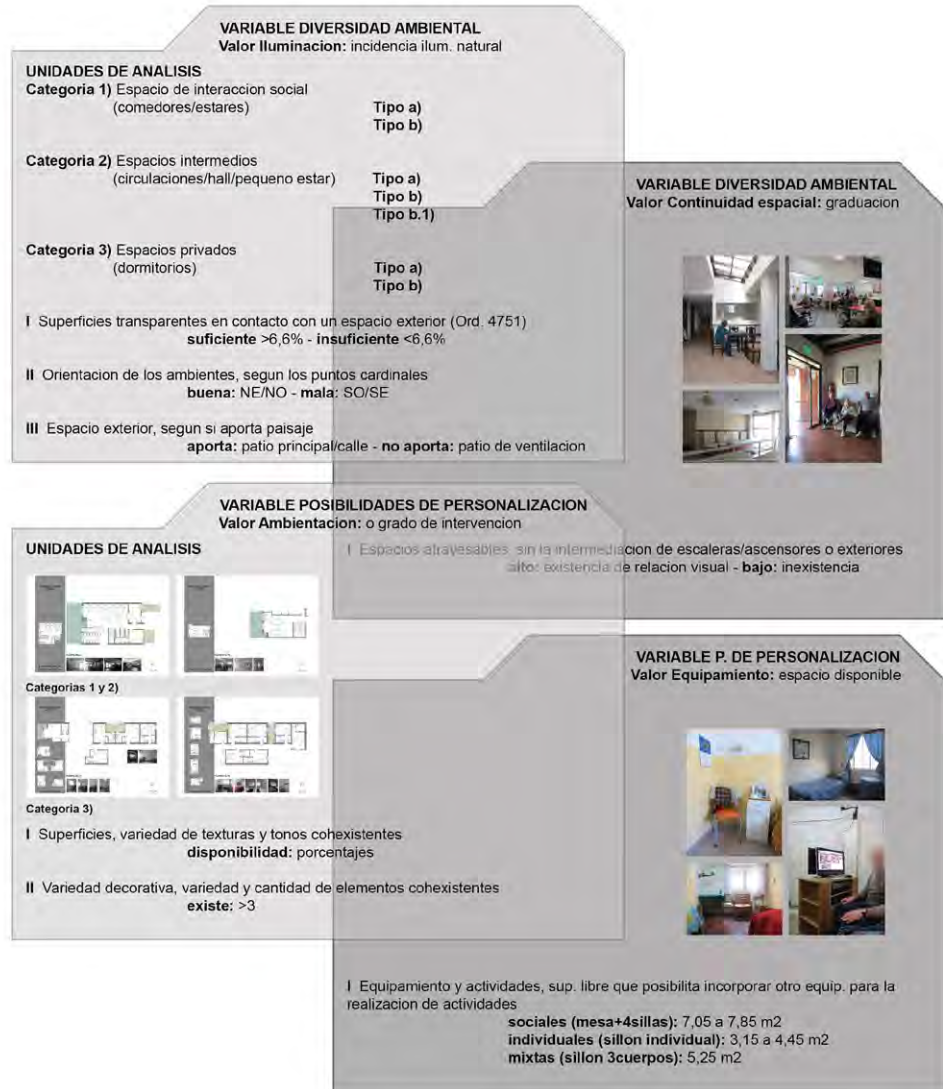 VARIABLE DIVERSIDAD AMBIENTAL
Valor Iluminacion: incidencia ilum. natural
UNIDADES DE ANALISIS
Categoria 1) Espacio de interaccion social
(comedores/estares)
Tipo a)
Tipo b)
Categoria 2) Espacios intermedios
(circulaciones/hall/pequeno estar)
Tipo a)
Tipo b)
Tipo b.1)
Categoria 3) Espacios privados
(dormitorios)
Tipo a)
Tipo b)
I Superficies transparentes en contacto con un espacio exterior (Ord. 4751)
suficiente >6,6% - insuficiente <6,6%
II Orientacion de los ambientes, segun los puntos cardinales
buena: NE/NO - mala: SO/SE
III Espacio exterior, segun si aporta paisaje
aporta: patio principal/calle - no aporta: patio de ventilacion
VARIABLE DIVERSIDAD AMBIENTAL
Valor Continuidad espacial: graduacion
I Espacios atravesables, sin la intermediacion de escaleras/ascensores o exteriores
alto: existencia de relacion visual - bajo: inexistencia
VARIABLE POSIBILIDADES DE PERSONALIZACION
Valor Ambientacion: o grado de intervencion
UNIDADES DE ANALISIS
Categorias 1 y 2)
Categoria 3)
I Superficies, variedad de texturas y tonos cohexistentes
disponibilidad: porcentajes
II Variedad decorativa, variedad y cantidad de elementos cohexistentes
existe: >3
VARIABLE P. DE PERSONALIZACION
Valor Equipamiento: espacio disponible
I Equipamiento y actividades, sup. libre que posibilita incorporar otro equip. para la
realizacion de actividades
sociales (mesa+4sillas): 7,05 a 7,85 m2
individuales (sillon individual): 3,15 a 4,45 m2
mixtas (sillon 3cuerpos): 5,25 m2